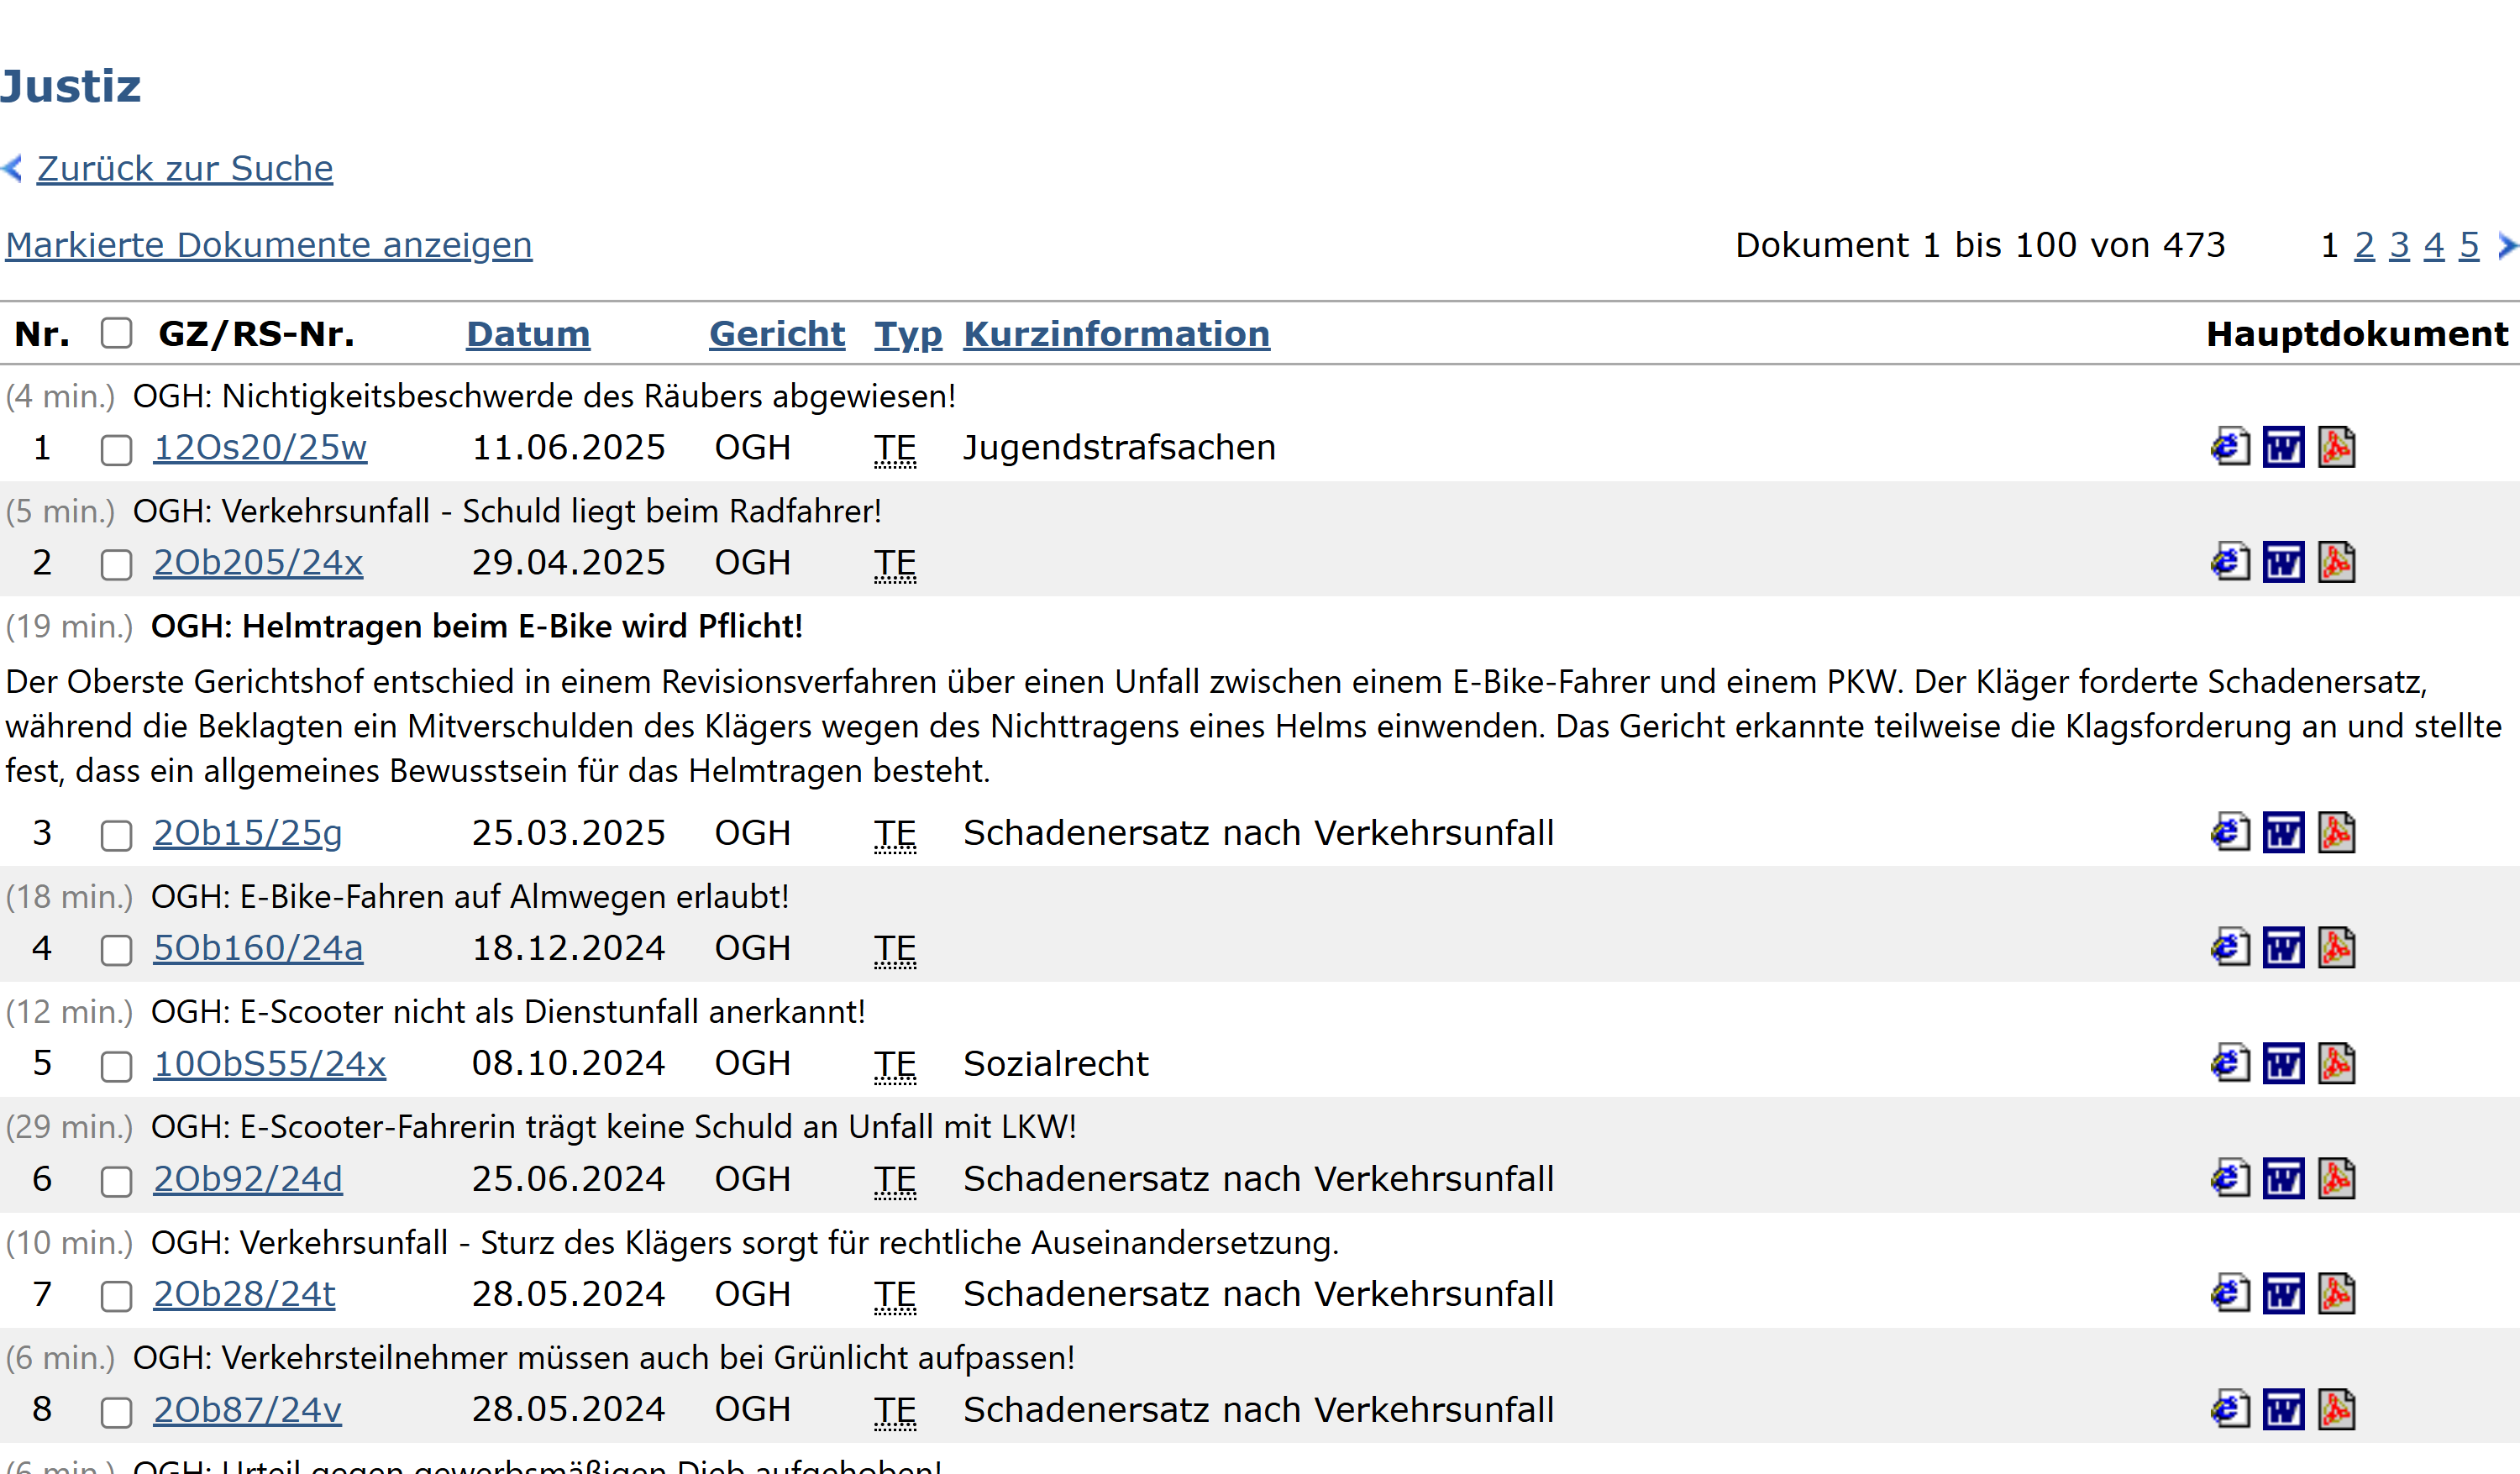 Justiz
Zurück zur Suche
Markierte Dokumente anzeigen Dokument 1 bis 100 von 473 1 2 3 4 5
Nr. GZ/RS-Nr. Datum Gericht Typ Kurzinformation Hauptdokument
(4 min.) OGH: Nichtigkeitsbeschwerde des Räubers abgewiesen!
1 12Os20/25w 11.06.2025 OGH TE Jugendstrafsachen
(5 min.) OGH: Verkehrsunfall - Schuld liegt beim Radfahrer!
2 2Ob205/24x 29.04.2025 OGH TE
(19 min.) OGH: Helmtragen beim E-Bike wird Pflicht!
Der Oberste Gerichtshof entschied in einem Revisionsverfahren über einen Unfall zwischen einem E-Bike-Fahrer und einem PKW. Der Kläger forderte Schadenersatz,
während die Beklagten ein Mitverschulden des Klägers wegen des Nichttragens eines Helms einwenden. Das Gericht erkannte teilweise die Klagsforderung an und stellte
fest, dass ein allgemeines Bewusstsein für das Helmtragen besteht.
3 2Ob15/25g 25.03.2025 OGH TE Schadenersatz nach Verkehrsunfall
(18 min.) OGH: E-Bike-Fahren auf Almwegen erlaubt!
4 5Ob160/24a 18.12.2024 OGH TE
(12 min.) OGH: E-Scooter nicht als Dienstunfall anerkannt!
5 10ObS55/24x 08.10.2024 OGH TE Sozialrecht
(29 min.) OGH: E-Scooter-Fahrerin trägt keine Schuld an Unfall mit LKW!
6 2Ob92/24d 25.06.2024 OGH TE Schadenersatz nach Verkehrsunfall
(10 min.) OGH: Verkehrsunfall - Sturz des Klägers sorgt für rechtliche Auseinandersetzung.
7 2Ob28/24t 28.05.2024 OGH TE Schadenersatz nach Verkehrsunfall
(6 min.) OGH: Verkehrsteilnehmer müssen auch bei Grünlicht aufpassen!
8 2Ob87/24v 28.05.2024 OGH TE Schadenersatz nach Verkehrsunfall
(6 min.) OGH: Urteil gegen gewerbsmäßigen Dieb aufgehoben!